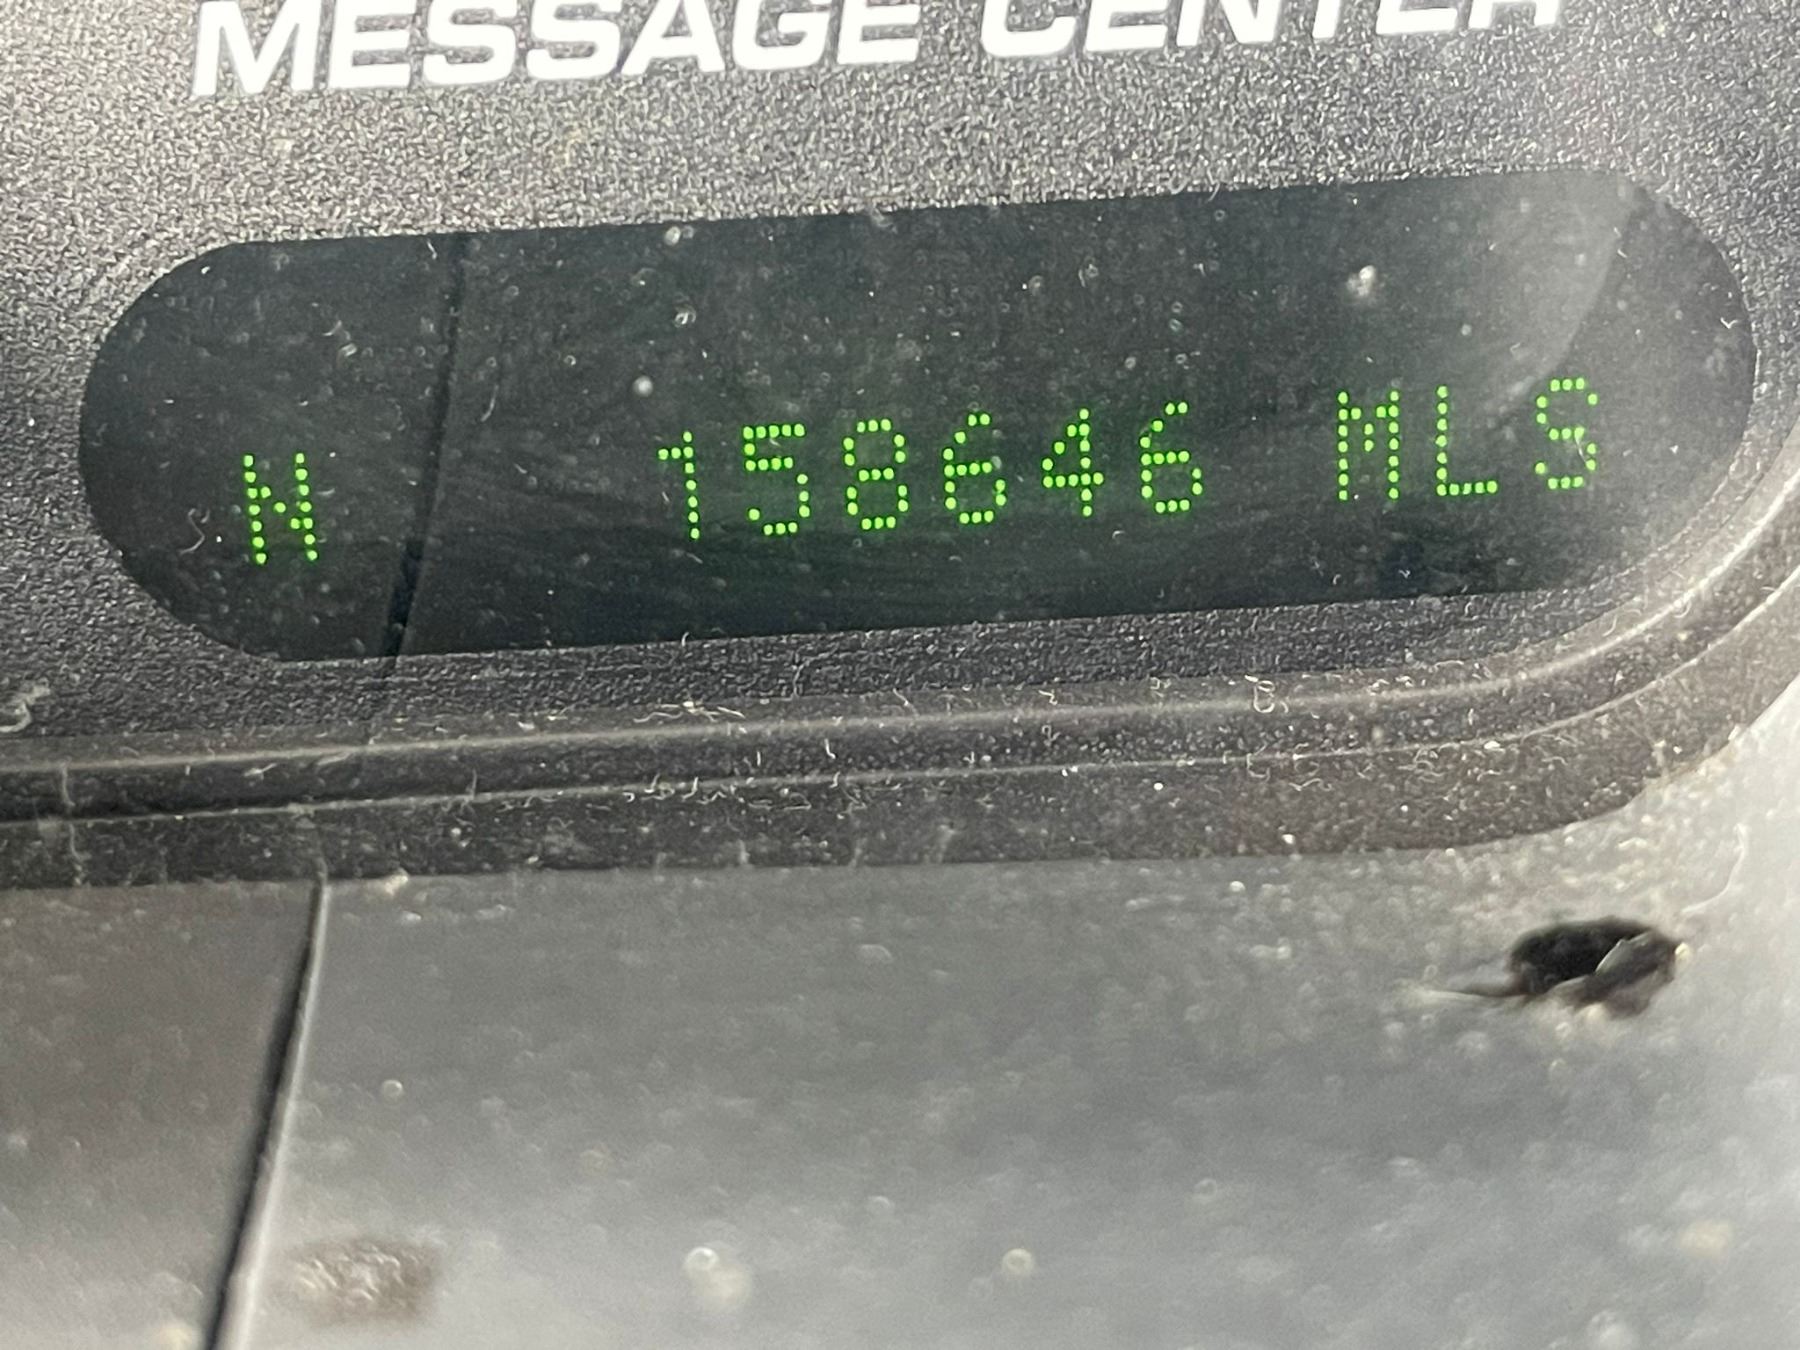 MESSAGE CENTER
N 158646 MLS